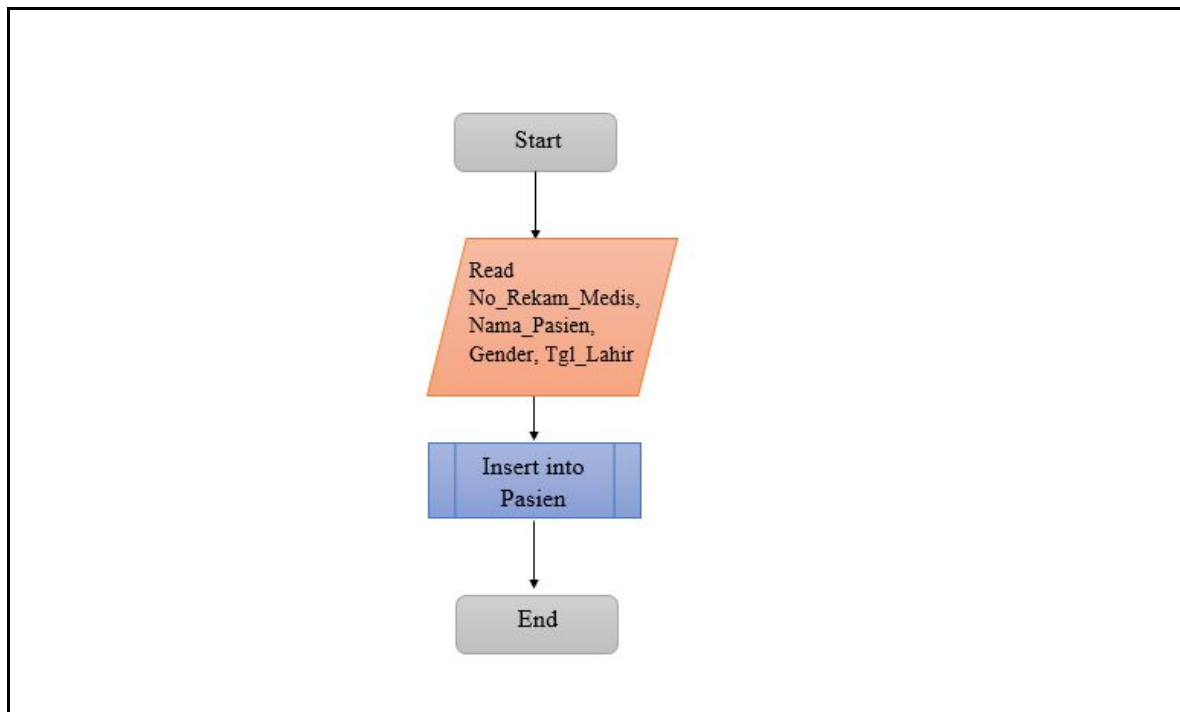 Start
Read
No_Rekam_Medis,
Nama_Pasien,
Gender, Tgl_Lahir
Insert into
Pasien
End